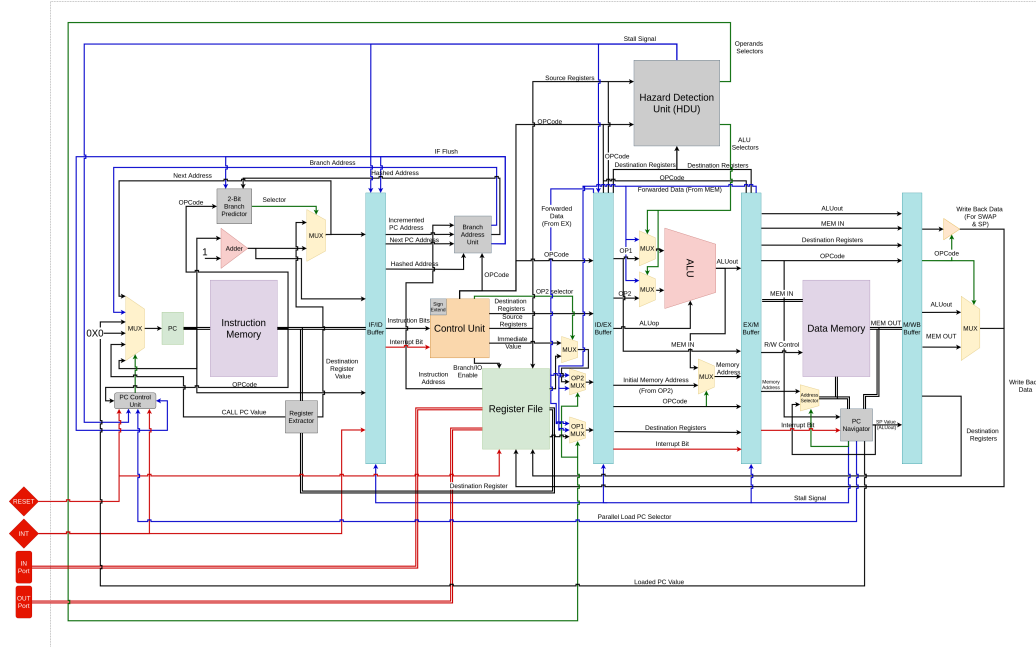 Stall Signal
Operands
Selectors
Source Registers
Hazard Detection
Unit (HDU)
OPCode
ALU
Selectors
IF Flush
OPCode
Branch Address
Destination Registers
Destination Registers
Next Address
Hashed Address
OPCode
Forwarded Data (From MEM)
OPCode
2-Bit
Branch
Predictor
Selector
Forwarded
Data
(From EX)
ALUout
Write Back Data
(For SWAP
& SP)
MEM IN
Incremented
PC Address
Branch
Address
Unit
MUX
Next PC Address
Destination Registers
Adder
1
OP1
MUX
OPCode
OPCode
OPCode
Hashed Address
ALU
ALUout
OPCode
OP2 selector
OP2
MUX
MEM IN
Sign
Extend
Destination
Registers
Instruction
Memory
Data Memory
ALUout
PC
MUX
0X0
Instruction Bits
Control Unit
Source
Registers
IF/ID
Buffer
ID/EX
Buffer
ALUop
EX/M
Buffer
MEM OUT
M/WB
Buffer
MUX
Interrupt Bit
Immediate
Value
MUX
MEM IN
R/W Control
MEM OUT
Destination
Register
Value
Branch/IO
Enable
Instruction
Address
Memory
Address
MUX
OP2
MUX
Initial Memory Address
(From OP2)
OPCode
Memory
Address
Write Back
Data
PC Control
Unit
OPCode
Address
Selector
CALL PC Value
Register
Extractor
Register File
OP1
MUX
Destination Registers
Interrupt Bit
PC
Navigator
SP Value
(ALUout)
Interrupt Bit
Destination
Registers
Destination Register
RESET
Stall Signal
Parallel Load PC Selector
INT
IN
Port
Loaded PC Value
OUT
Port